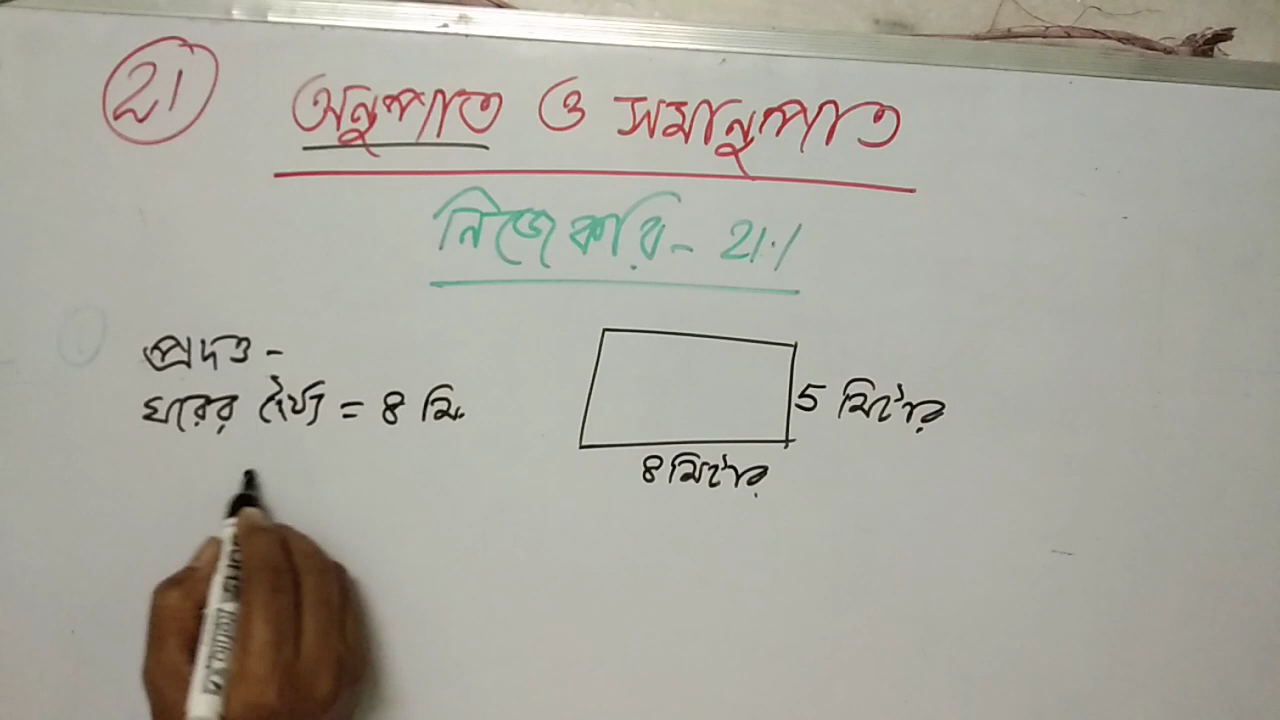 21
অনুপাত ও সমানুপাত
নিজে করি - 21.1
প্রদত্ত -
ঘরের দৈর্ঘ্য = 8 মি.
5 মিটার
8 মিটার